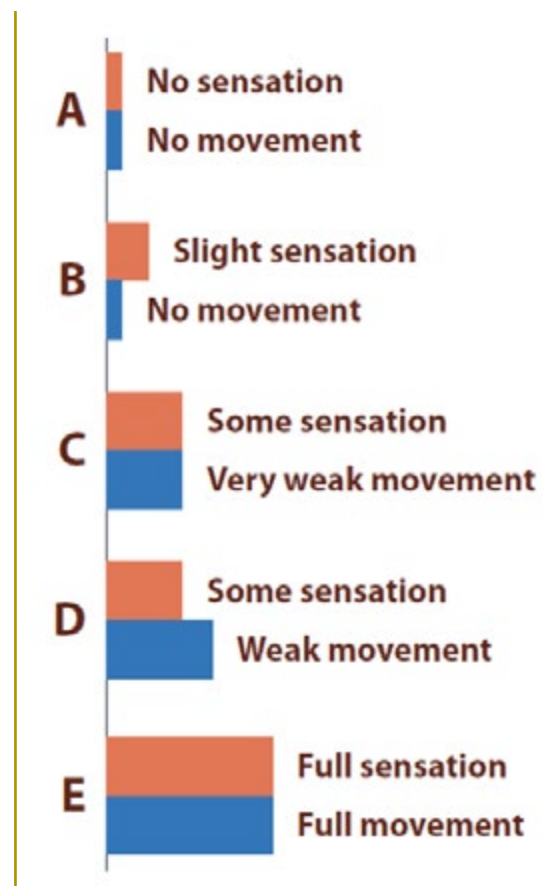 A
No sensation
No movement
B
Slight sensation
No movement
C
Some sensation
Very weak movement
D
Some sensation
Weak movement
E
Full sensation
Full movement